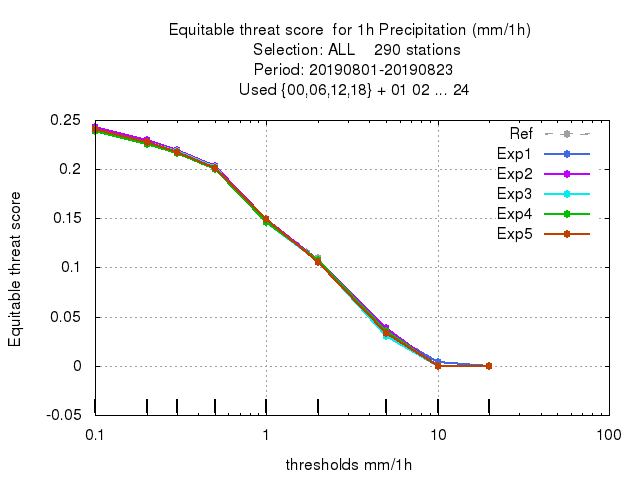 Equitable threat score  for 1h Precipitation (mm/1h)
Selection: ALL    290 stations
Period: 20190801-20190823
Used {00,06,12,18} + 01 02 ... 24
Ref
Exp1
Exp2
Exp3
Exp4
Exp5
Equitable threat score
0.25
0.2
0.15
0.1
0.05
0
-0.05
0.1 1 10 100
thresholds mm/1h